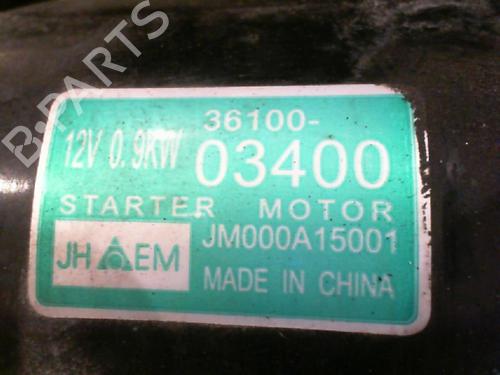 36100-
12V 0.9KW 03400
STARTER MOTOR
JM000A15001
JH EM
MADE IN CHINA
B-PARTS